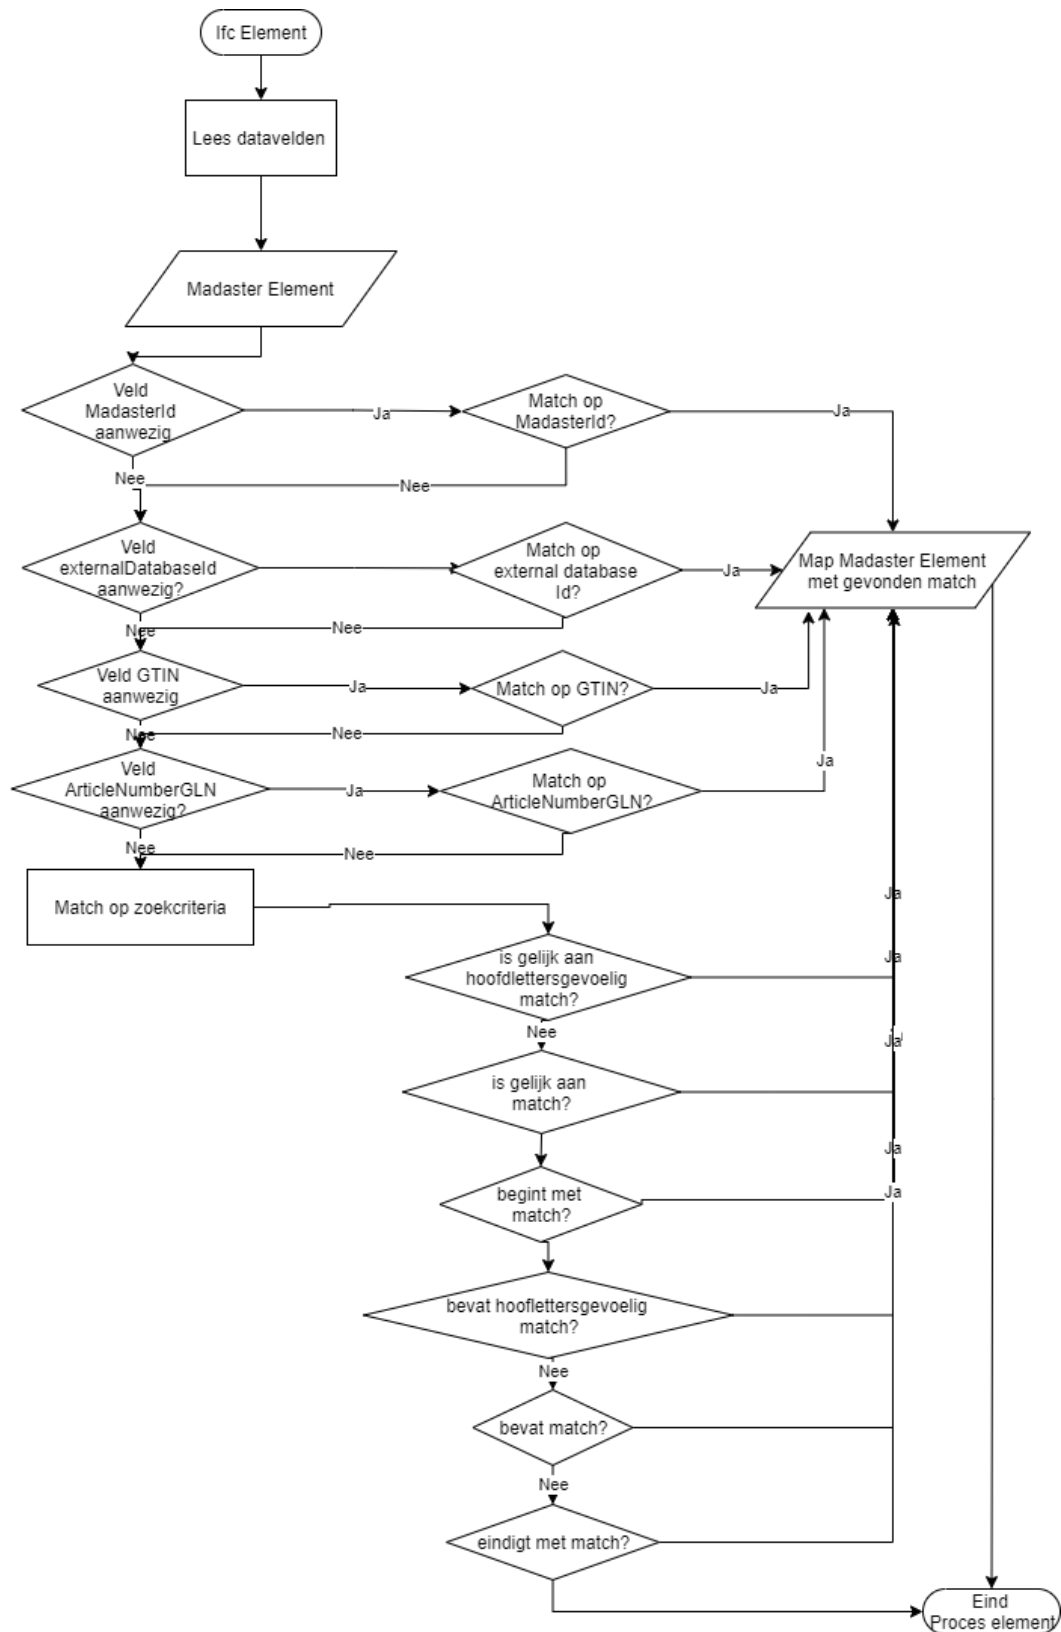 Ifc Element
Lees datavelden
Madaster Element
Veld
MadasterId
aanwezig
Ja
Match op
MadasterId?
Ja
Nee
Nee
Veld
externalDatabaseId
aanwezig?
Match op
external database
Id?
Ja
Map Madaster Element
met gevonden match
Nee
Nee
Veld GTIN
aanwezig
Ja
Match op GTIN?
Ja
Nee
Nee
Veld
ArticleNumberGLN
aanwezig?
Ja
Match op
ArticleNumberGLN?
Ja
Nee
Nee
Match op zoekcriteria
Ja
is gelijk aan
hoofdlettersgevoelig
match?
Ja
Nee
Ja
is gelijk aan
match?
Ja
begint met
match?
Ja
bevat hooflettersgevoelig
match?
Nee
bevat match?
Nee
eindigt met match?
Eind
Proces element